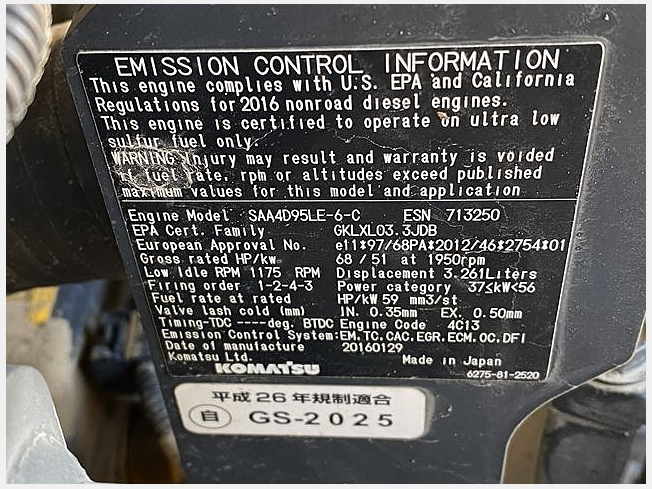 EMISSION CONTROL INFORMATION
This engine complies with U.S. EPA and California
Regulations for 2016 nonroad diesel engines.
This engine is certified to operate on ultra low
sulfur fuel only.
WARNING Injury may result and warranty is voided
if fuel rate, rpm or altitudes exceed published
maximum values for this model and application
Engine Model SAA4D95LE-6-C ESN 713250
EPA Cert. Family GKLXL03.3JDB
European Approval No. e11*97/68PA*2012/46*2754*01
Gross rated HP/kw 68 / 51 at 1950rpm
Low Idle RPM 1175 RPM Displacement 3.261Liters
Firing order 1-2-4-3 Power category 37≤kW<56
Fuel rate at rated HP/kW 59 mm3/st
Valve lash cold (mm) IN. 0.35mm EX. 0.50mm
Timing-TDC ----deg. BTDC Engine Code 4C13
Emission Control System:EM.TC.CAC.EGR.ECM.OC.DFI
Date of manufacture 20160129
Komatsu Ltd. Made in Japan
KOMATSU 6275-81-2520
平成26年規制適合
自 GS-2025